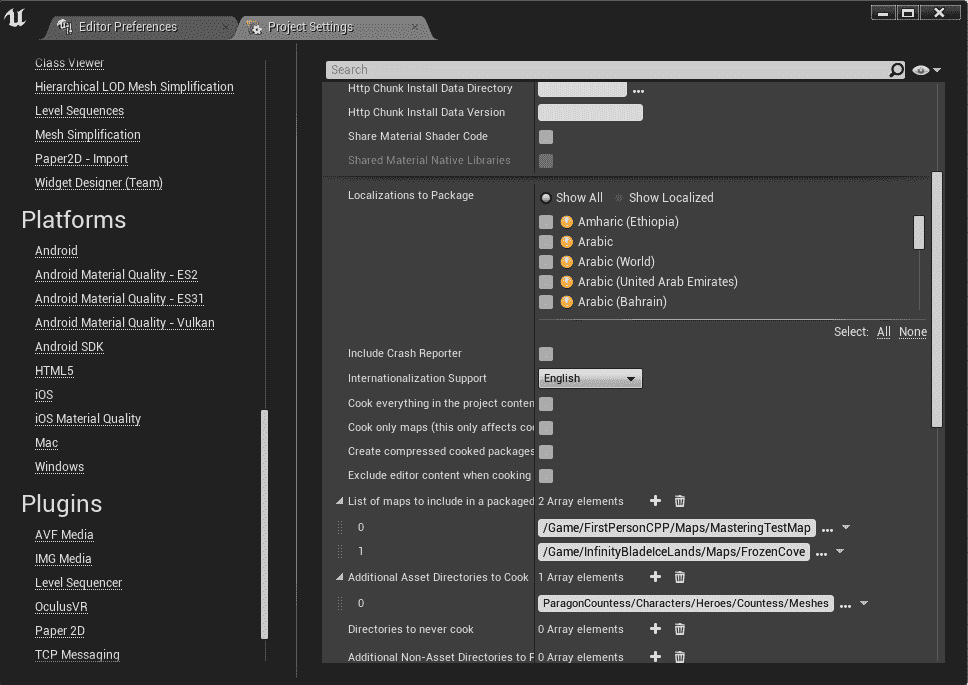 Editor Preferences
Project Settings
Class Viewer
Hierarchical LOD Mesh Simplification
Level Sequences
Mesh Simplification
Paper2D - Import
Widget Designer (Team)
Platforms
Android
Android Material Quality - ES2
Android Material Quality - ES31
Android Material Quality - Vulkan
Android SDK
HTML5
iOS
iOS Material Quality
Mac
Windows
Plugins
AVF Media
IMG Media
Level Sequencer
OculusVR
Paper 2D
TCP Messaging
Search
Http Chunk Install Data Directory ...
Http Chunk Install Data Version
Share Material Shader Code
Shared Material Native Libraries
Localizations to Package Show All Show Localized
Amharic (Ethiopia)
Arabic
Arabic (World)
Arabic (United Arab Emirates)
Arabic (Bahrain)
Select: All None
Include Crash Reporter
Internationalization Support English
Cook everything in the project conten
Cook only maps (this only affects coo
Create compressed cooked packages
Exclude editor content when cooking
List of maps to include in a packaged 2 Array elements
0 /Game/FirstPersonCPP/Maps/MasteringTestMap ...
1 /Game/InfinityBladeIceLands/Maps/FrozenCove ...
Additional Asset Directories to Cook 1 Array elements
0 ParagonCountess/Characters/Heroes/Countess/Meshes ...
Directories to never cook 0 Array elements
Additional Non-Asset Directories to P 0 Array elements